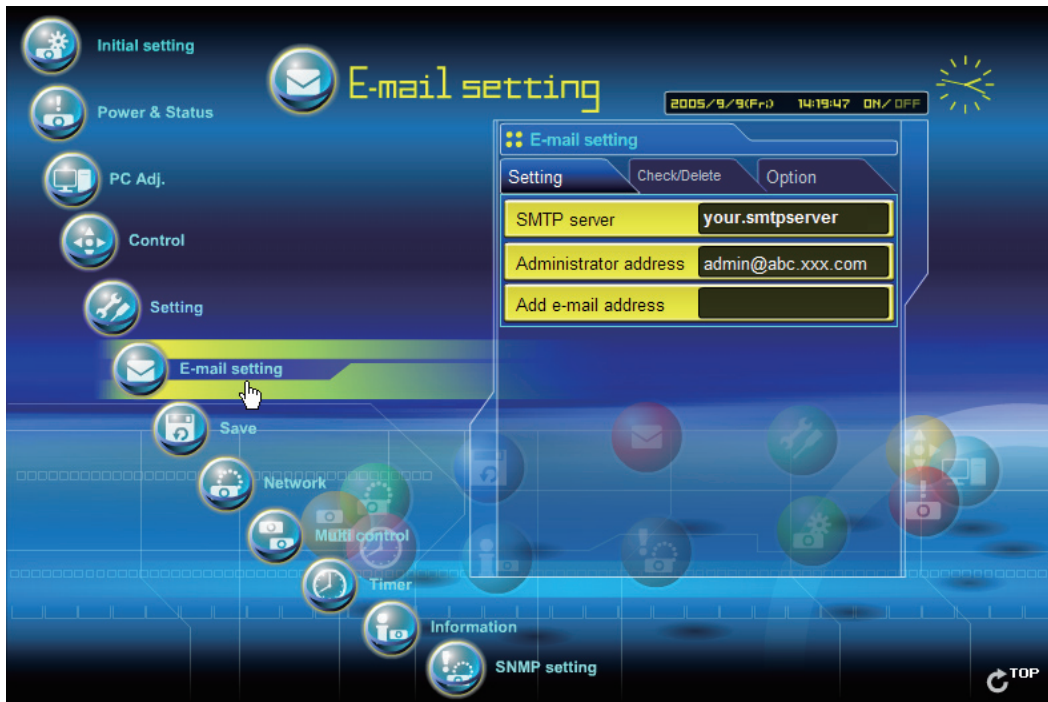 Initial setting
Power & Status
PC Adj.
Control
Setting
E-mail setting
Save
Network
Multi control
Timer
Information
SNMP setting
E-mail setting
2005/9/9(Fri) 14:19:47 ON/OFF
E-mail setting
Setting Check/Delete Option
SMTP server your.smtpserver
Administrator address admin@abc.xxx.com
Add e-mail address
TOP